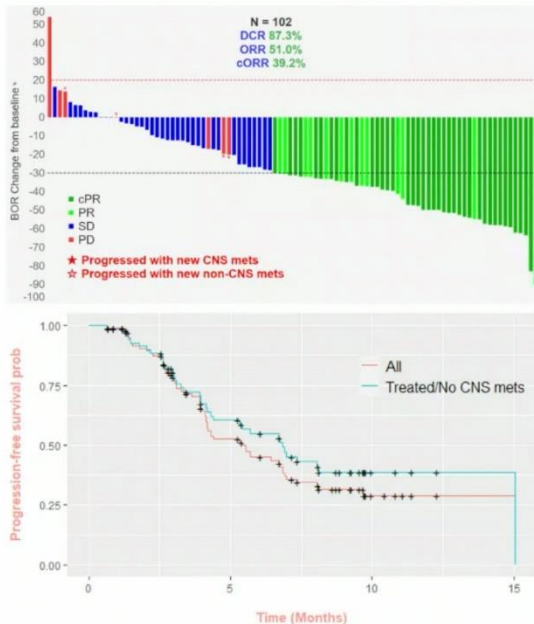 60
50
40
30
20
10
0
-10
-20
-30
-40
-50
-60
-70
-80
-90
-100
BOR Change from baseline
N = 102
DCR 87.3%
ORR 51.0%
cORR 39.2%
cPR
PR
SD
PD
★ Progressed with new CNS mets
☆ Progressed with new non-CNS mets
Progression-free survival prob
1.00
0.75
0.50
0.25
0.00
All
Treated/No CNS mets
0
5
10
15
Time (Months)